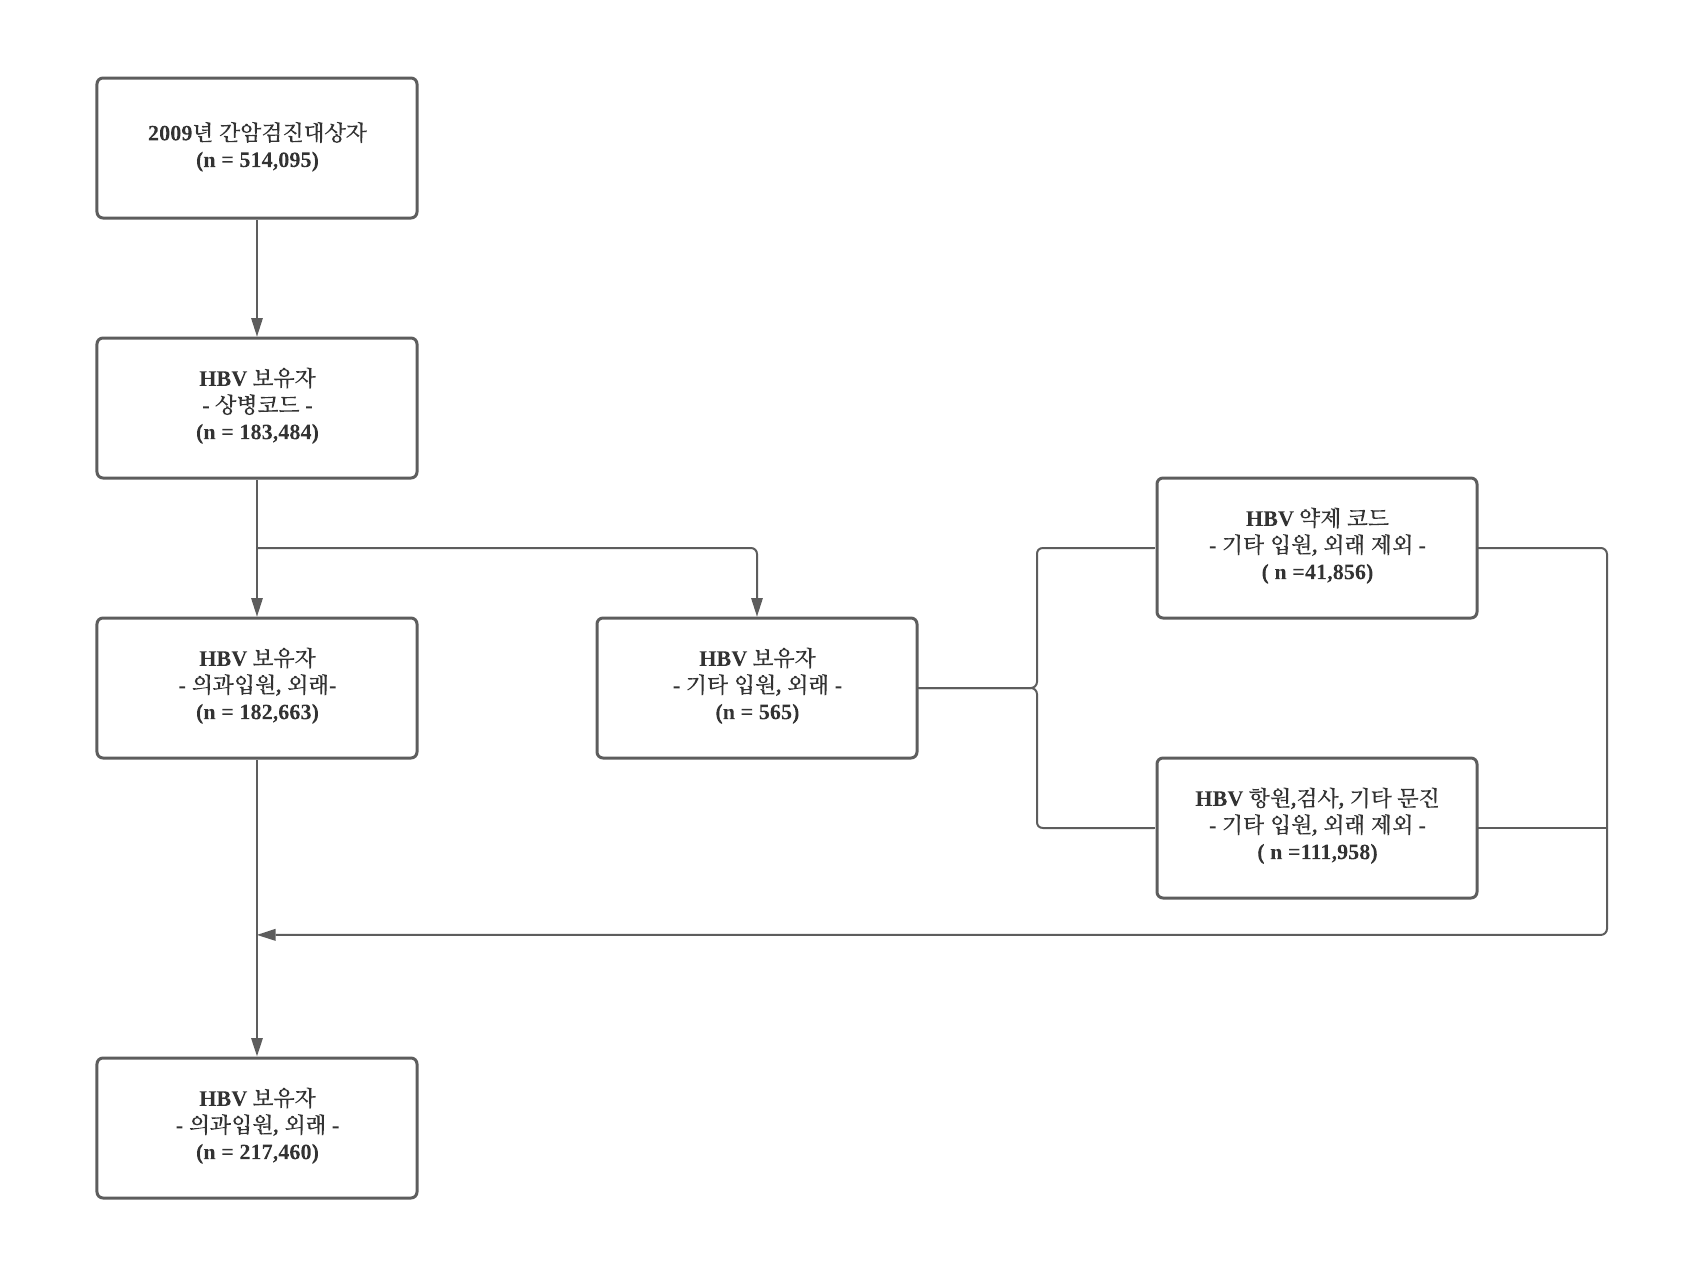 2009년 간암검진대상자
(n = 514,095)
HBV 보유자
- 상병코드 -
(n = 183,484)
HBV 약제 코드
- 기타 입원, 외래 제외 -
( n =41,856)
HBV 보유자
- 의과입원, 외래-
(n = 182,663)
HBV 보유자
- 기타 입원, 외래 -
(n = 565)
HBV 항원,검사, 기타 문진
- 기타 입원, 외래 제외 -
( n =111,958)
HBV 보유자
- 의과입원, 외래 -
(n = 217,460)